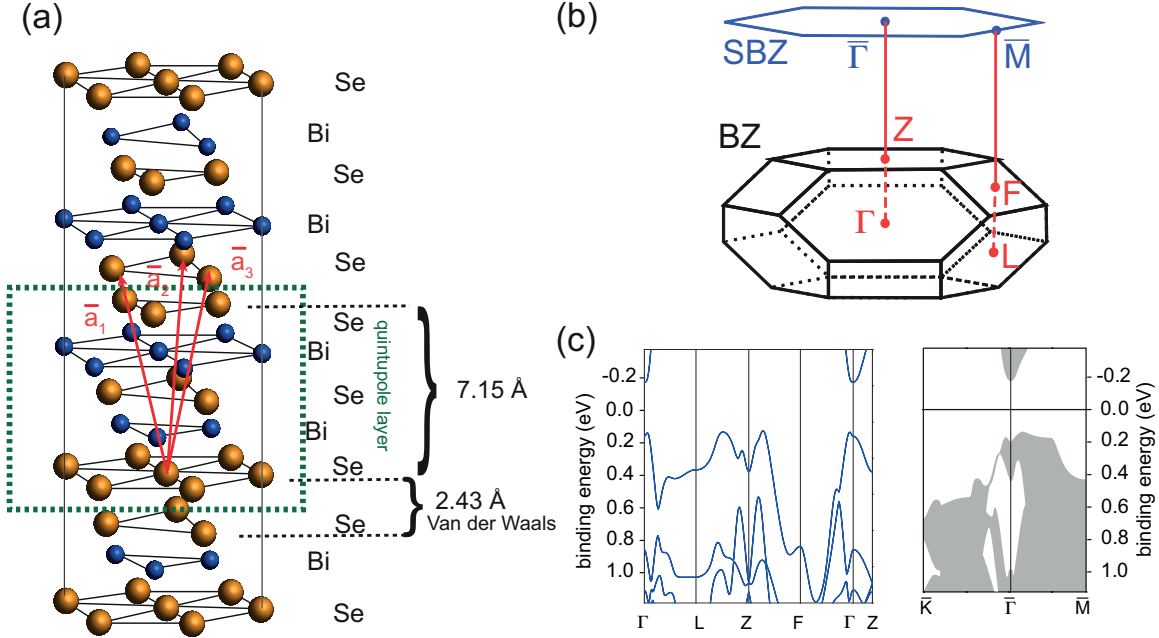 (a)
Se
Bi
Se
Bi
Se
a̅₁
a̅₂
a̅₃
Se
Bi
Se
Bi
Se
quintupole layer
7.15 Å
2.43 Å
Van der Waals
Se
Bi
Se
(b)
SBZ
Γ̅
M̅
BZ
Z
Γ
F
L
(c)
binding energy (eV)
-0.2
0.0
0.2
0.4
0.6
0.8
1.0
Γ L Z F Γ Z
-0.2
0.0
0.2
0.4
0.6
0.8
1.0
binding energy (eV)
K̅ Γ̅ M̅